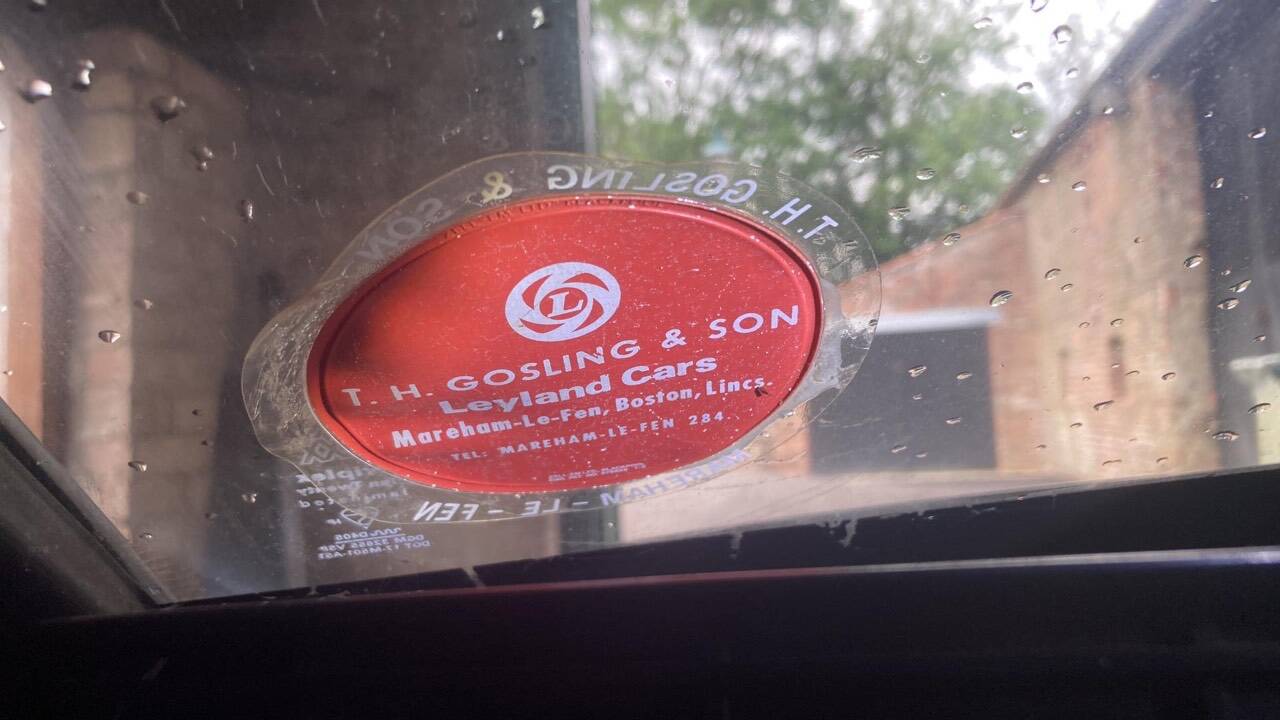 T. H. GOSLING & SON
L
T. H. GOSLING & SON
Leyland Cars
Mareham-Le-Fen, Boston, Lincs.
TEL: MAREHAM-LE-FEN 284
MAREHAM - LE - FEN